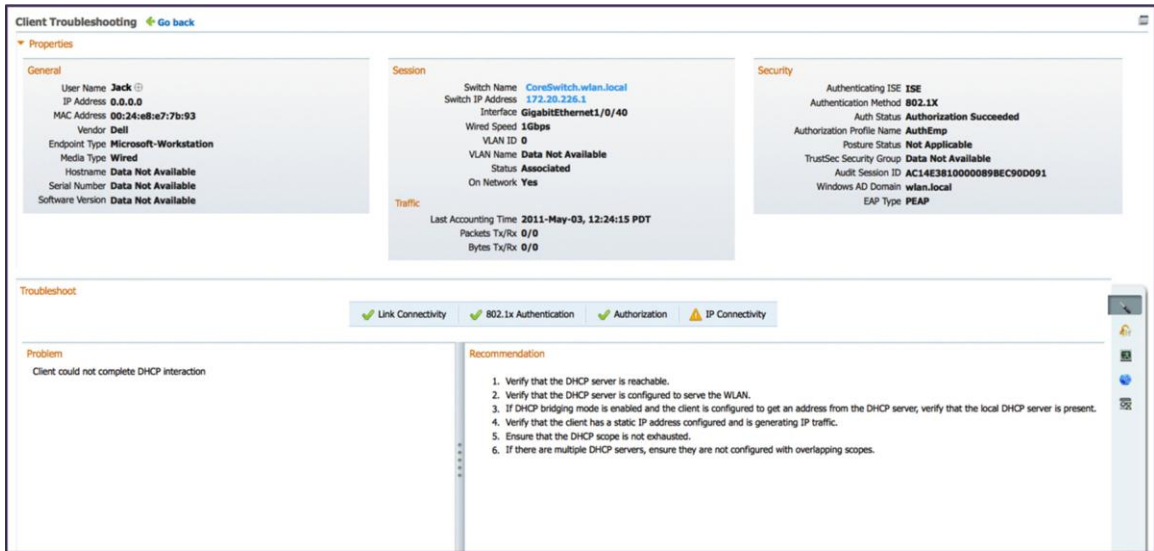 Client Troubleshooting Go back
Properties
General
User Name Jack
IP Address 0.0.0.0
MAC Address 00:24:e8:e7:7b:93
Vendor Dell
Endpoint Type Microsoft-Workstation
Media Type Wired
Hostname Data Not Available
Serial Number Data Not Available
Software Version Data Not Available
Session
Switch Name CoreSwitch.wlan.local
Switch IP Address 172.20.226.1
Interface GigabitEthernet1/0/40
Wired Speed 1Gbps
VLAN ID 0
VLAN Name Data Not Available
Status Associated
On Network Yes
Traffic
Last Accounting Time 2011-May-03, 12:24:15 PDT
Packets Tx/Rx 0/0
Bytes Tx/Rx 0/0
Security
Authenticating ISE ISE
Authentication Method 802.1X
Auth Status Authorization Succeeded
Authorization Profile Name AuthEmp
Posture Status Not Applicable
TrustSec Security Group Data Not Available
Audit Session ID AC14E3810000089BEC90D091
Windows AD Domain wlan.local
EAP Type PEAP
Troubleshoot
Link Connectivity 802.1x Authentication Authorization IP Connectivity
Problem
Client could not complete DHCP interaction
Recommendation
1. Verify that the DHCP server is reachable.
2. Verify that the DHCP server is configured to serve the WLAN.
3. If DHCP bridging mode is enabled and the client is configured to get an address from the DHCP server, verify that the local DHCP server is present.
4. Verify that the client has a static IP address configured and is generating IP traffic.
5. Ensure that the DHCP scope is not exhausted.
6. If there are multiple DHCP servers, ensure they are not configured with overlapping scopes.